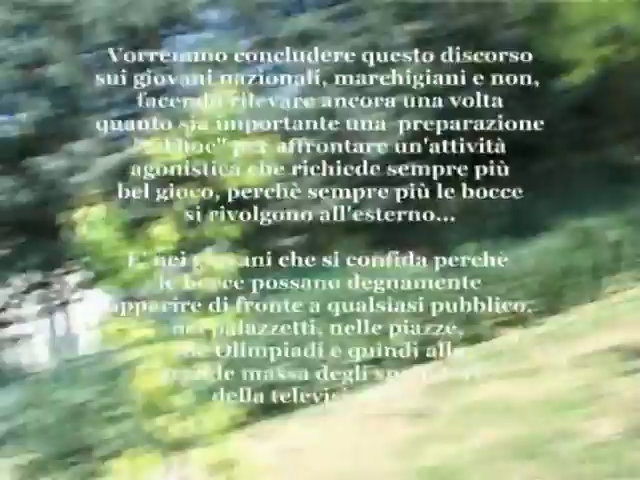 Vorremmo concludere questo discorso
sui giovani nazionali, marchigiani e non,
facendo rilevare ancora una volta
quanto sia importante una preparazione
"ad hoc" per affrontare un'attività
agonistica che richiede sempre più
bel gioco, perchè sempre più le bocce
si rivolgono all'esterno...
E' nei giovani che si confida perchè
le bocce possano degnamente
apparire di fronte a qualsiasi pubblico,
nei palazzetti, nelle piazze,
Olimpiadi e quindi alla
massa degli
della